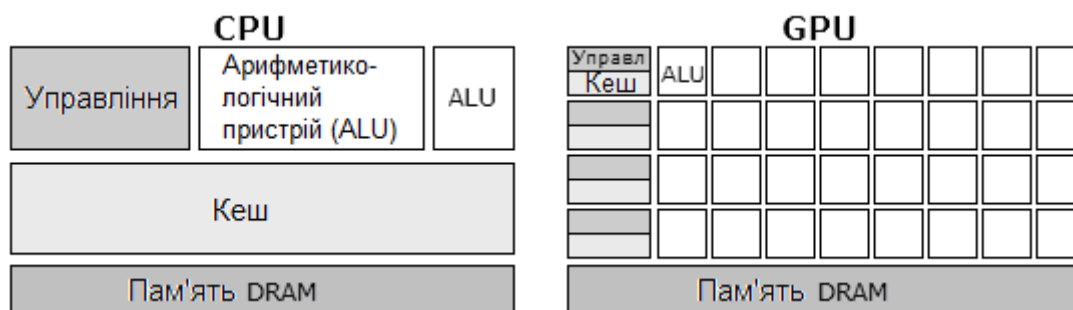 CPU
Управління
Арифметико-
логічний
пристрій (ALU)
ALU
Кеш
Пам'ять DRAM
GPU
Управл
Кеш
ALU
Пам'ять DRAM